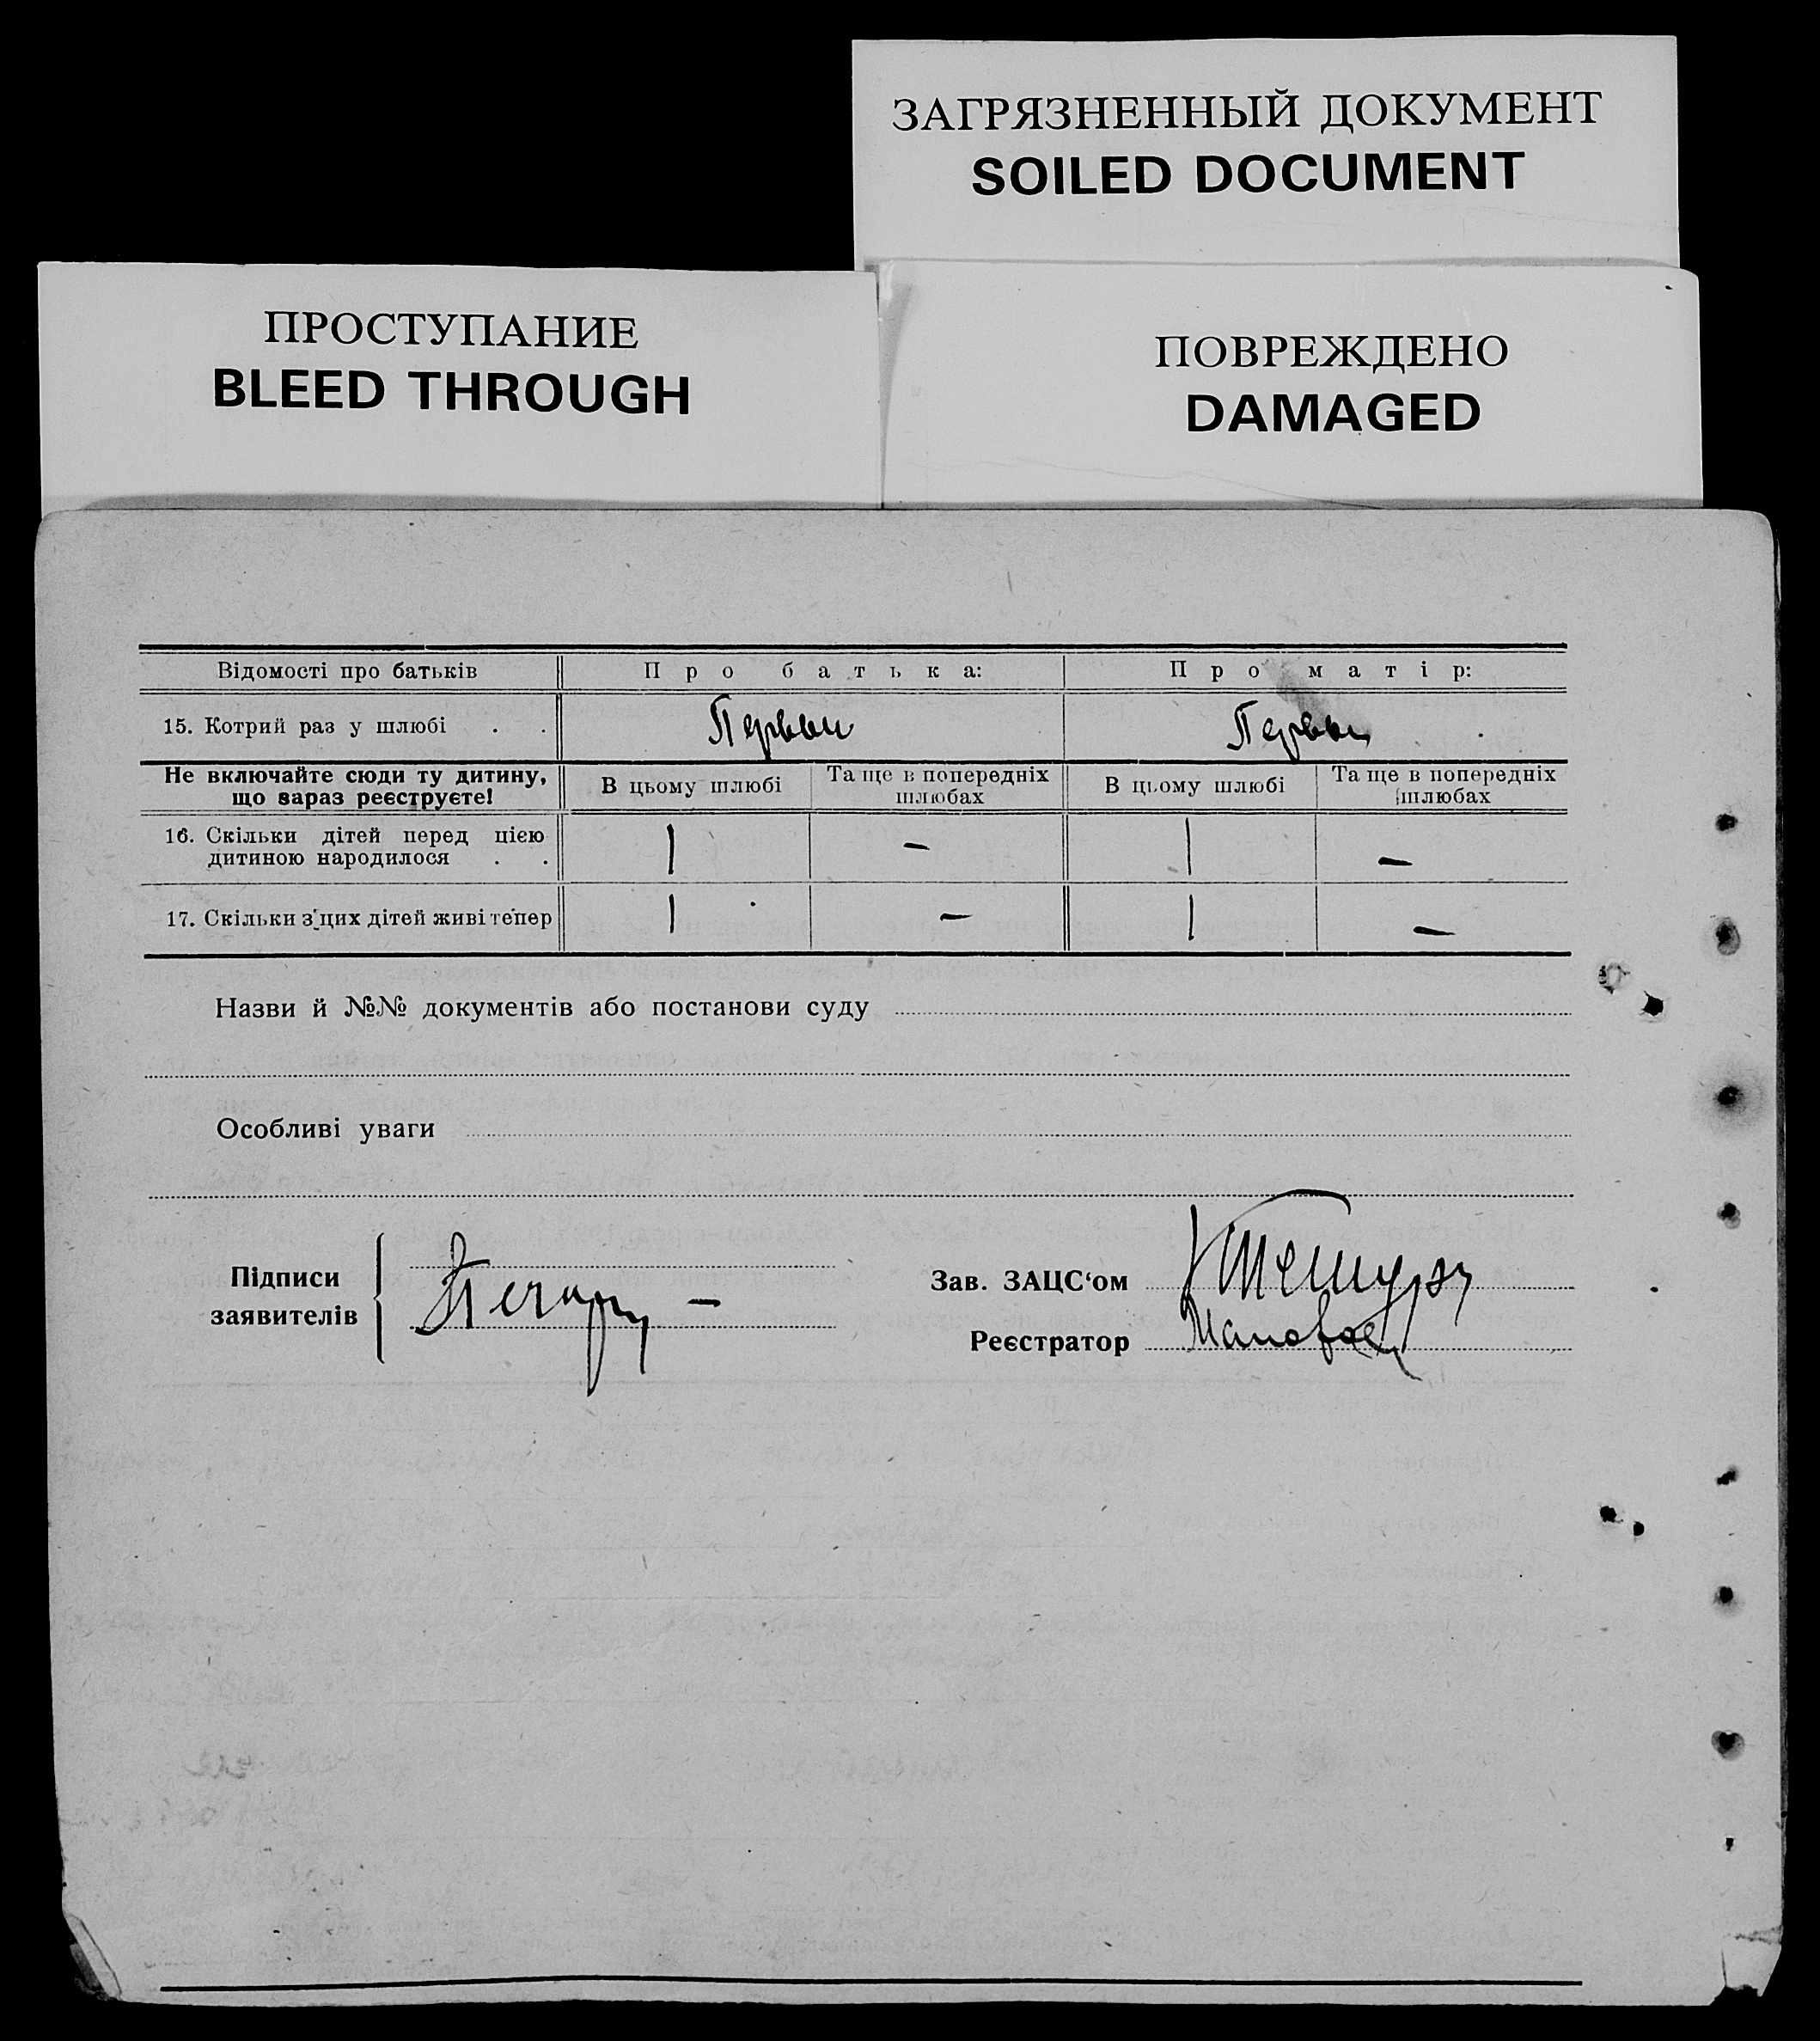 ЗАГРЯЗНЕННЫЙ ДОКУМЕНТ
SOILED DOCUMENT
ПРОСТУПАНИЕ
BLEED THROUGH
ПОВРЕЖДЕНО
DAMAGED
Відомості про батьків Про батька: Про матір:
15. Котрий раз у шлюбі . . Первый Первый
Не включайте сюди ту дитину, що зараз реєструєте! В цьому шлюбі Та ще в попередніх шлюбах В цьому шлюбі Та ще в попередніх шлюбах
16. Скільки дітей перед цією
дитиною народилося . . 1 — 1 —
17. Скільки з цих дітей живі тепер 1 — 1 —
Назви й №№ документів або постанови суду
Особливі уваги
Підписи
заявителів
Зав. ЗАЦС‘ом
Реєстратор